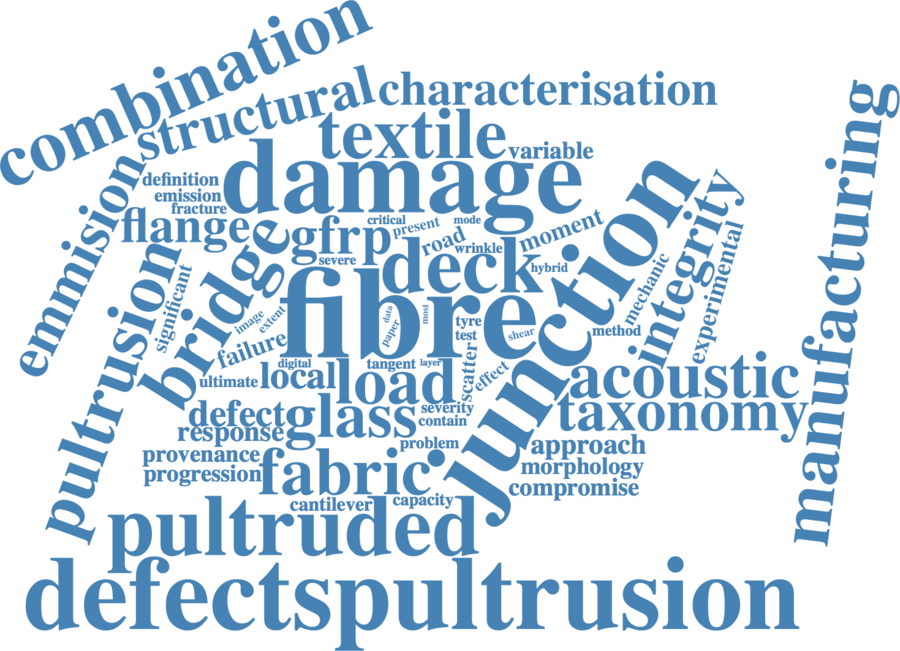 combination
structural
characterisation
textile
variable
damage
definition
emission
fracture
emmision
flange
gfrp
critical
present
mode
severe
road
wrinkle
moment
deck
hybrid
bridge
pultrusion
significant
image
extent
failure
fibre
data
paper
most
tyre
test
shear
method
junction
mechanic
integrity
experimental
manufacturing
digital
ultimate
local
tangent
layer
load
scatter
effect
acoustic
taxonomy
defect
glass
severity
contain
response
problem
provenance
progression
fabric
approach
morphology
compromise
cantilever
capacity
pultruded
defectspultrusion